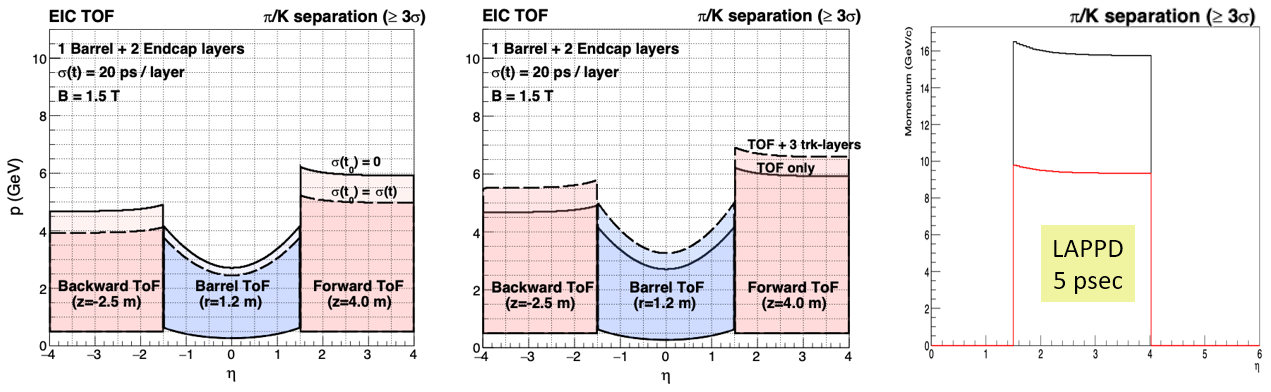 EIC TOF π/K separation (≥ 3σ)
1 Barrel + 2 Endcap layers
σ(t) = 20 ps / layer
B = 1.5 T
p (GeV)
10
8
6
4
2
0
σ(t₀) = 0
σ(t₀) = σ(t)
Backward ToF Barrel ToF Forward ToF
(z=-2.5 m) (r=1.2 m) (z=4.0 m)
−4 −3 −2 −1 0 1 2 3 4
η
EIC TOF π/K separation (≥ 3σ)
1 Barrel + 2 Endcap layers
σ(t) = 20 ps / layer
B = 1.5 T
10
8
6
4
2
0
TOF + 3 trk-layers
TOF only
Backward ToF Barrel ToF Forward ToF
(z=-2.5 m) (r=1.2 m) (z=4.0 m)
−4 −3 −2 −1 0 1 2 3 4
η
π/K separation (≥ 3σ)
Momentum (GeV/c)
16
14
12
10
8
6
4
2
0
LAPPD
5 psec
0 1 2 3 4 5 6
η